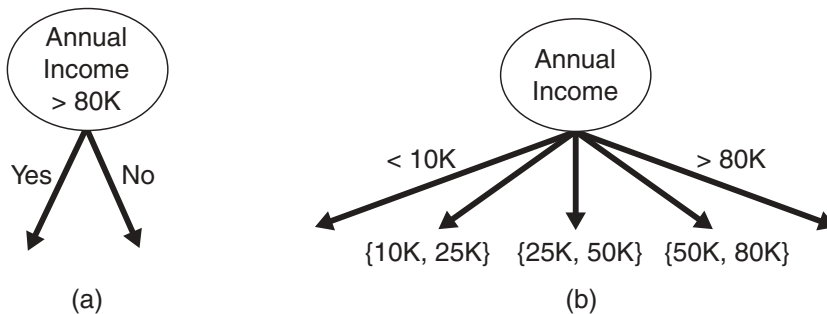 Annual
Income
> 80K
Yes
No
(a)
Annual
Income
< 10K
> 80K
{10K, 25K} {25K, 50K} {50K, 80K}
(b)